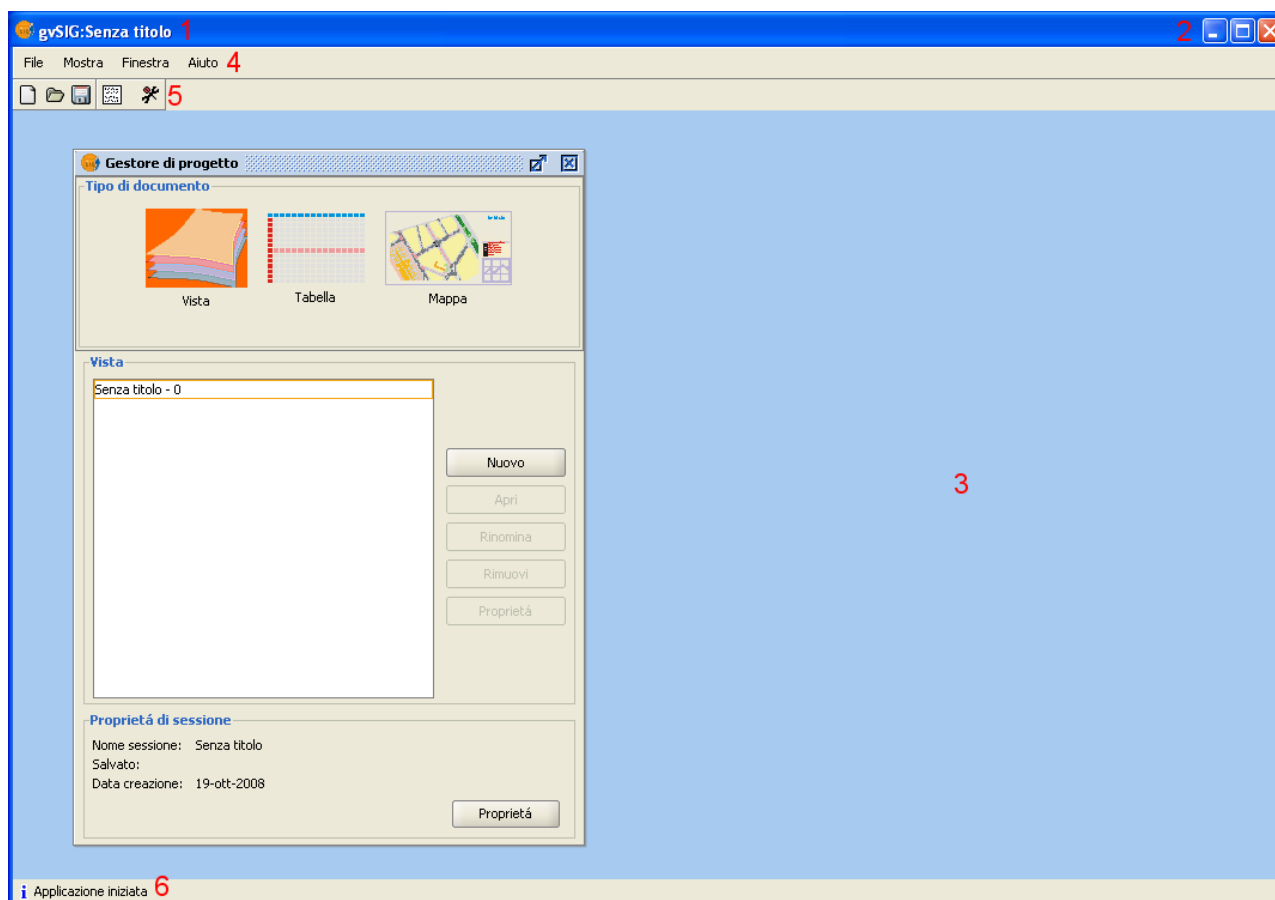 gvSIG:Senza titolo 1 2
File Mostra Finestra Aiuto 4
5
Gestore di progetto
Tipo di documento
Vista Tabella Mappa
Vista
Senza titolo - 0
Nuovo
Apri
Rinomina
Rimuovi
Proprietá
3
Proprietá di sessione
Nome sessione: Senza titolo
Salvato:
Data creazione: 19-ott-2008
Proprietá
i Applicazione iniziata 6